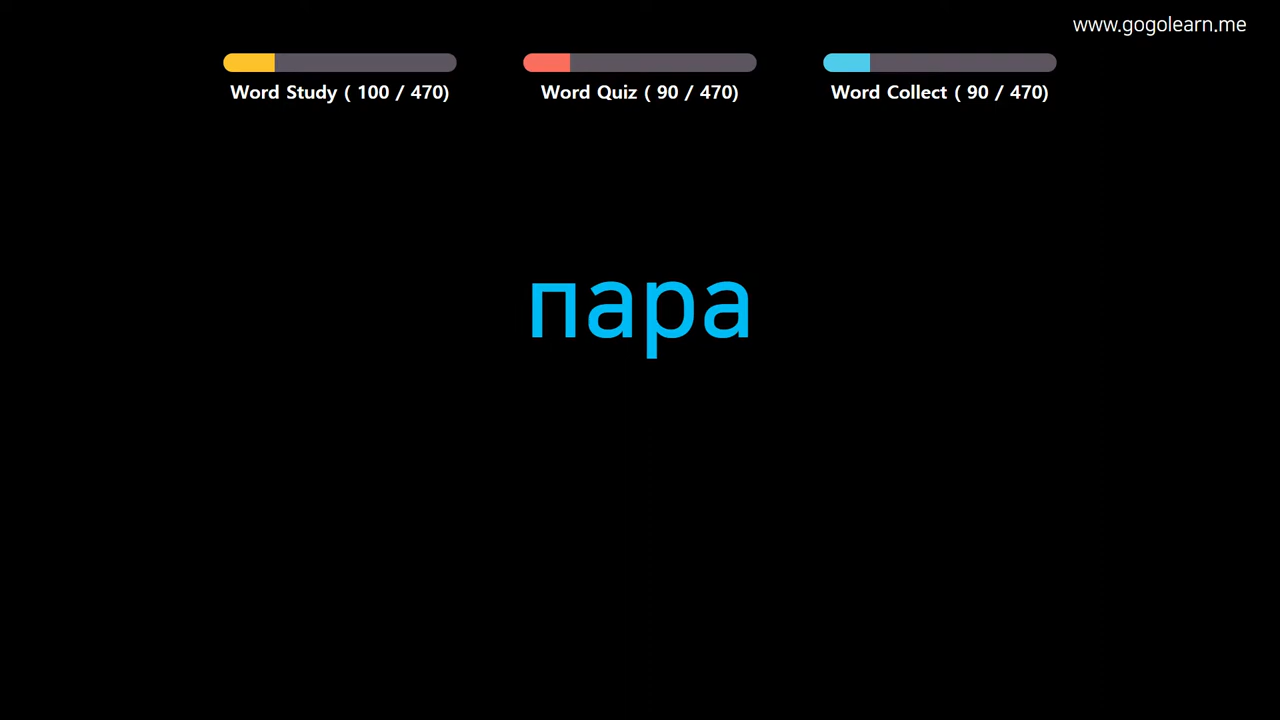 www.gogolearn.me
Word Study ( 100 / 470)
Word Quiz ( 90 / 470)
Word Collect ( 90 / 470)
пара